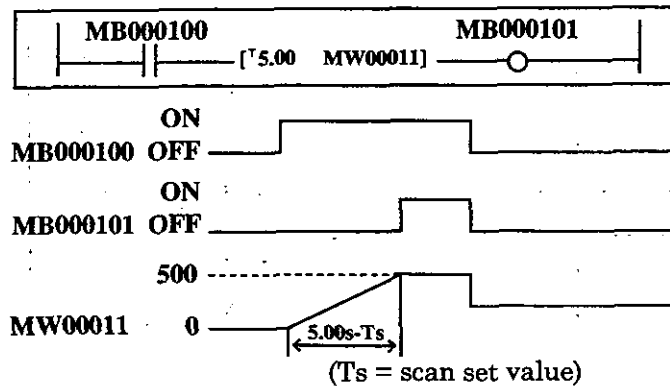 MB000100 MB000101
[ᵀ5.00 MW00011]
ON
MB000100 OFF
ON
MB000101 OFF
500
MW00011 0 5.00s-Ts
(Ts = scan set value)